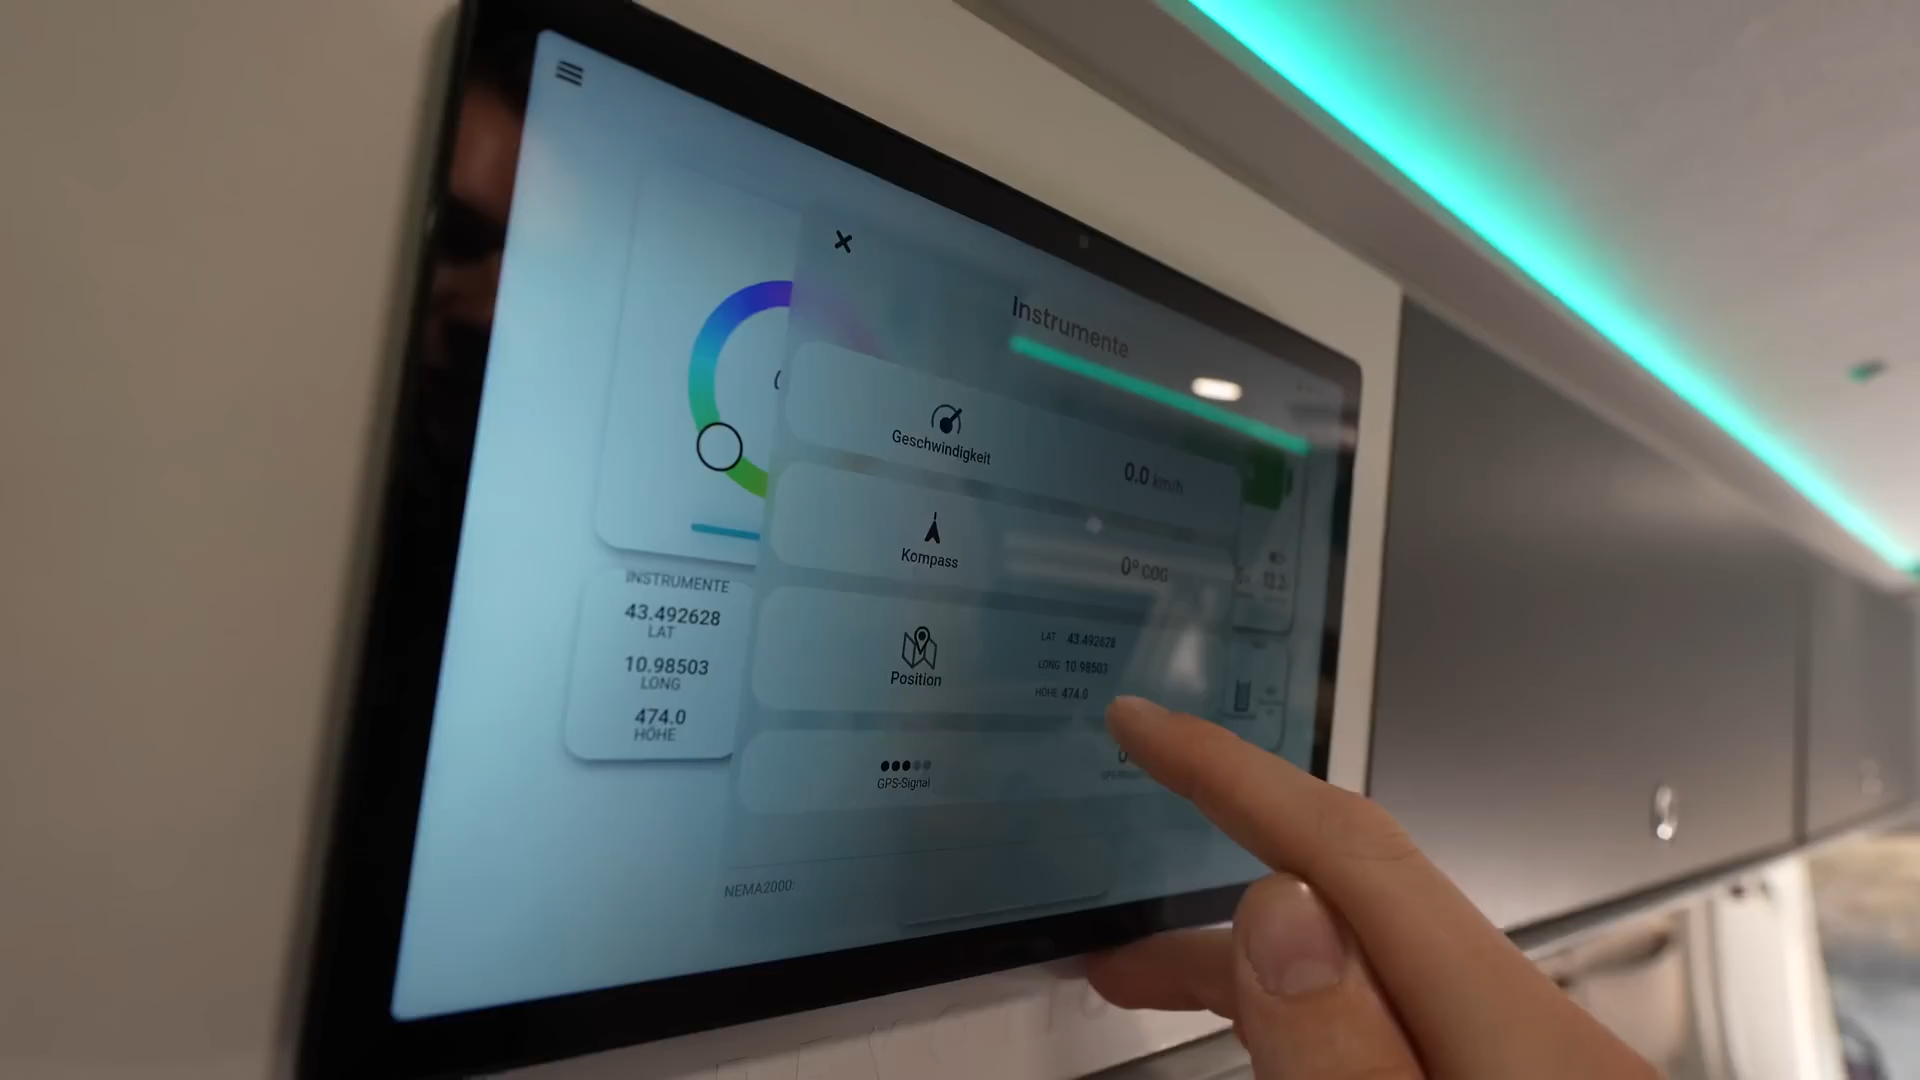 Instrumente
Geschwindigkeit
0.0 km/h
Kompass
0° COG
Position
LAT 43.492628
LONG 10.98503
HÖHE 474.0
GPS-Signal
INSTRUMENTE
43.492628
LAT
10.98503
LONG
474.0
HÖHE
NEMA2000: